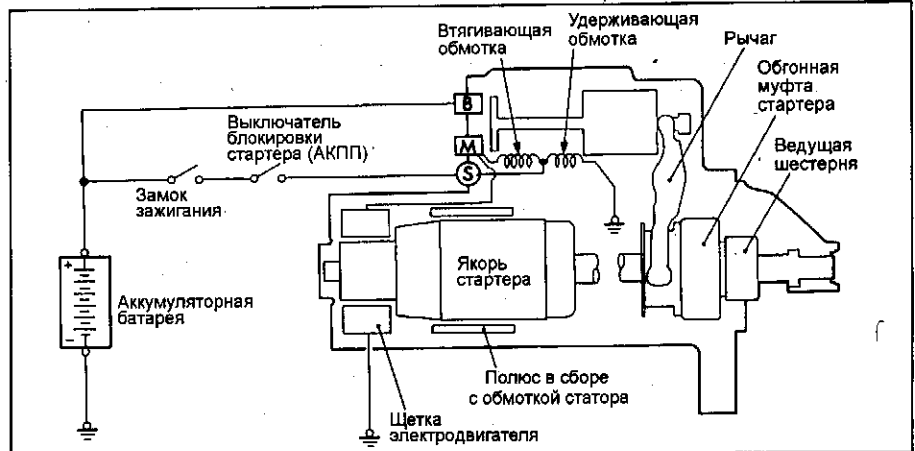 Втягивающая
обмотка
Удерживающая
обмотка
Рычаг
Обгонная
муфта
стартера
Ведущая
шестерня
B
M
S
Выключатель
блокировки
стартера (АКПП)
Замок
зажигания
+
Аккумуляторная
батарея
−
Якорь
стартера
Полюс в сборе
с обмоткой статора
Щетка
электродвигателя